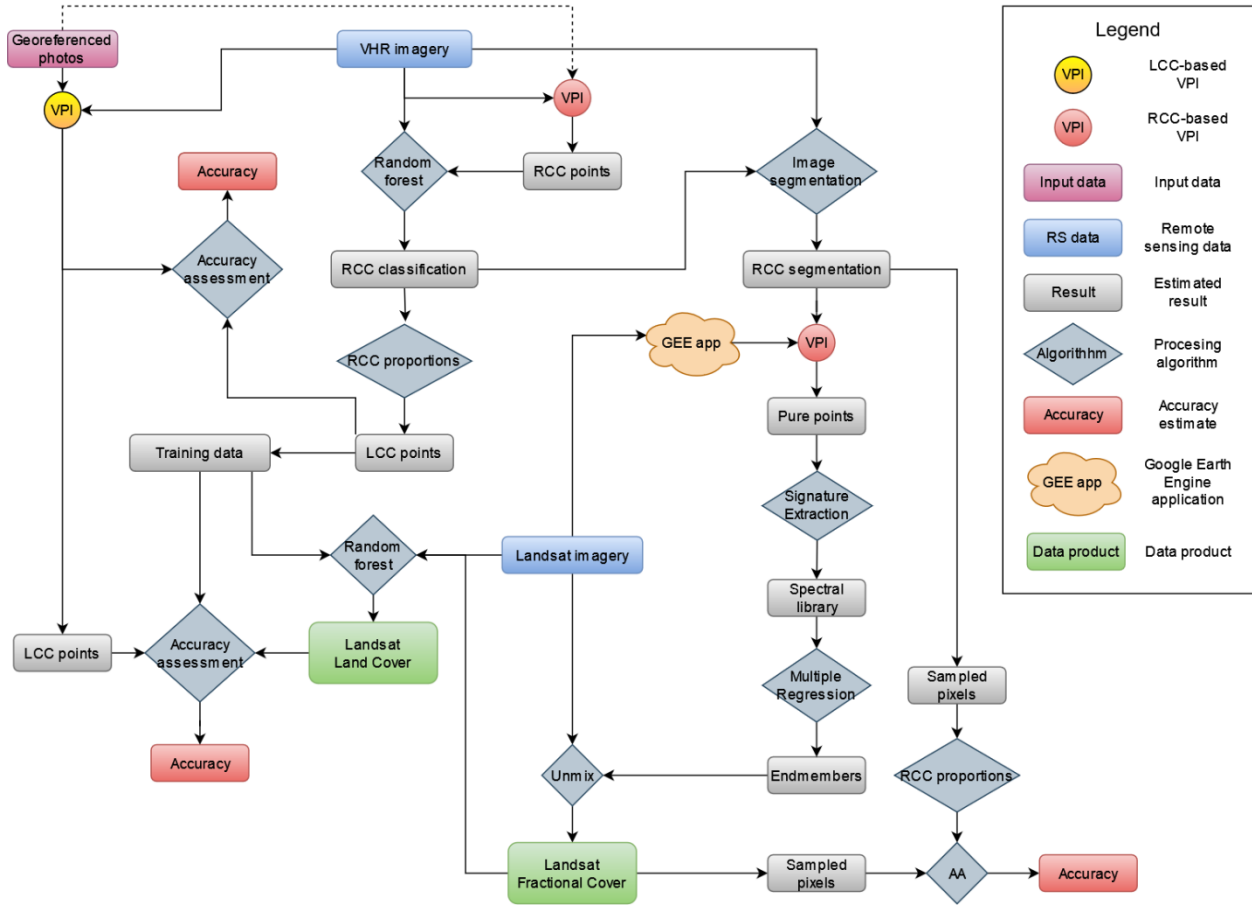 Georeferenced
photos
VHR imagery
VPI
VPI
Accuracy
Random
forest
RCC points
Image
segmentation
Accuracy
assessment
RCC classification
RCC segmentation
RCC proportions
GEE app
VPI
Pure points
Training data
LCC points
Signature
Extraction
Random
forest
Landsat imagery
Spectral
library
LCC points
Accuracy
assessment
Landsat
Land Cover
Multiple
Regression
Sampled
pixels
Accuracy
Unmix
Endmembers
RCC proportions
Landsat
Fractional Cover
Sampled
pixels
AA
Accuracy
Legend
VPI
LCC-based
VPI
VPI
RCC-based
VPI
Input data
Input data
RS data
Remote
sensing data
Result
Estimated
result
Algorithhm
Procesing
algorithm
Accuracy
Accuracy
estimate
GEE app
Google Earth
Engine
application
Data product
Data product